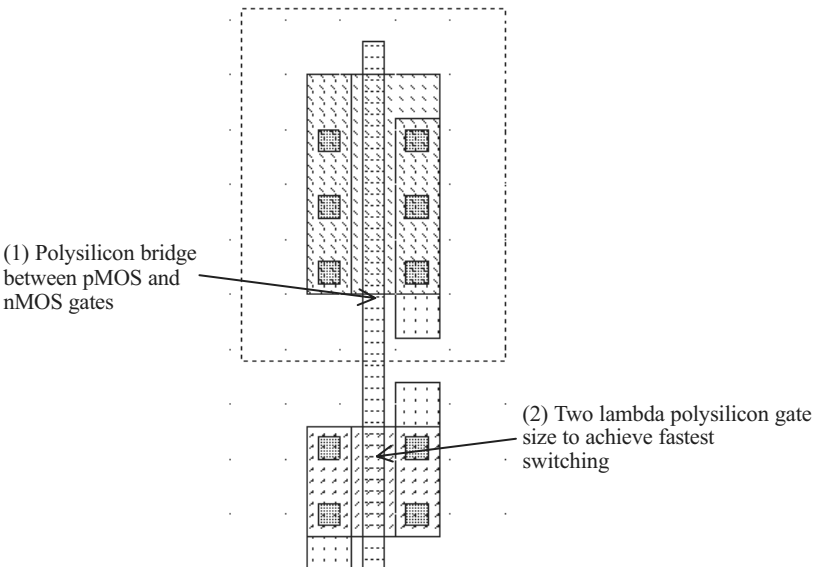 (1) Polysilicon bridge
between pMOS and
nMOS gates
(2) Two lambda polysilicon gate
size to achieve fastest
switching